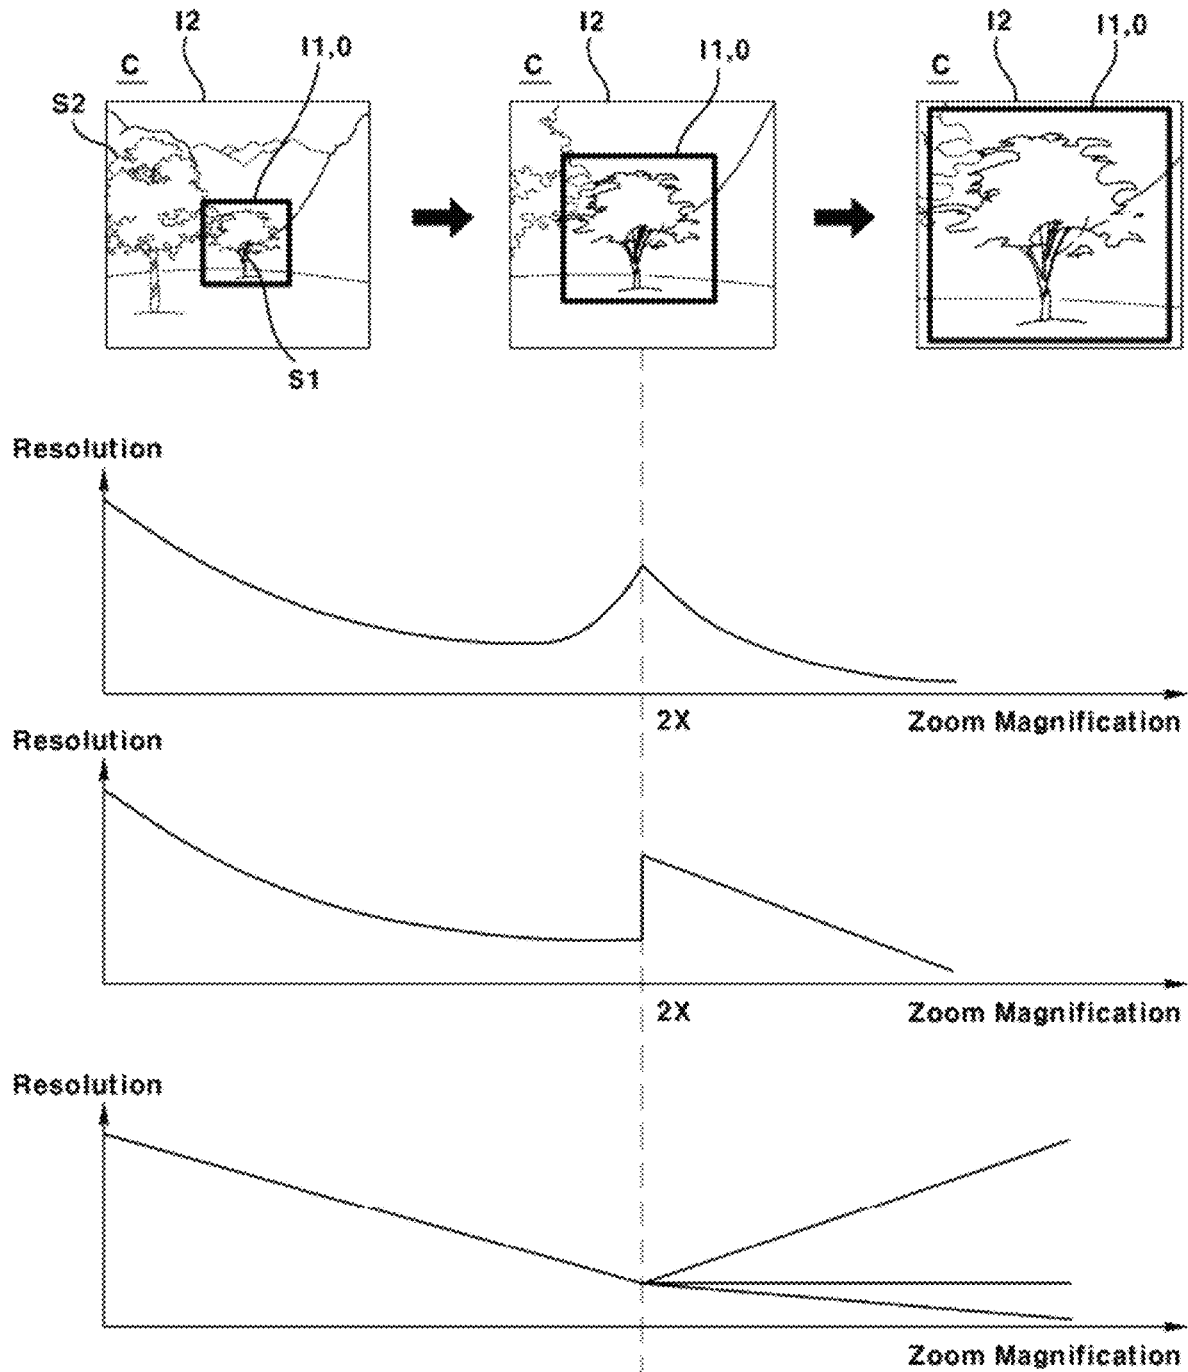 I2
I1,0
C
S2
S1
I2
I1,0
C
I2
I1,0
C
Resolution
2X
Zoom Magnification
Resolution
2X
Zoom Magnification
Resolution
Zoom Magnification